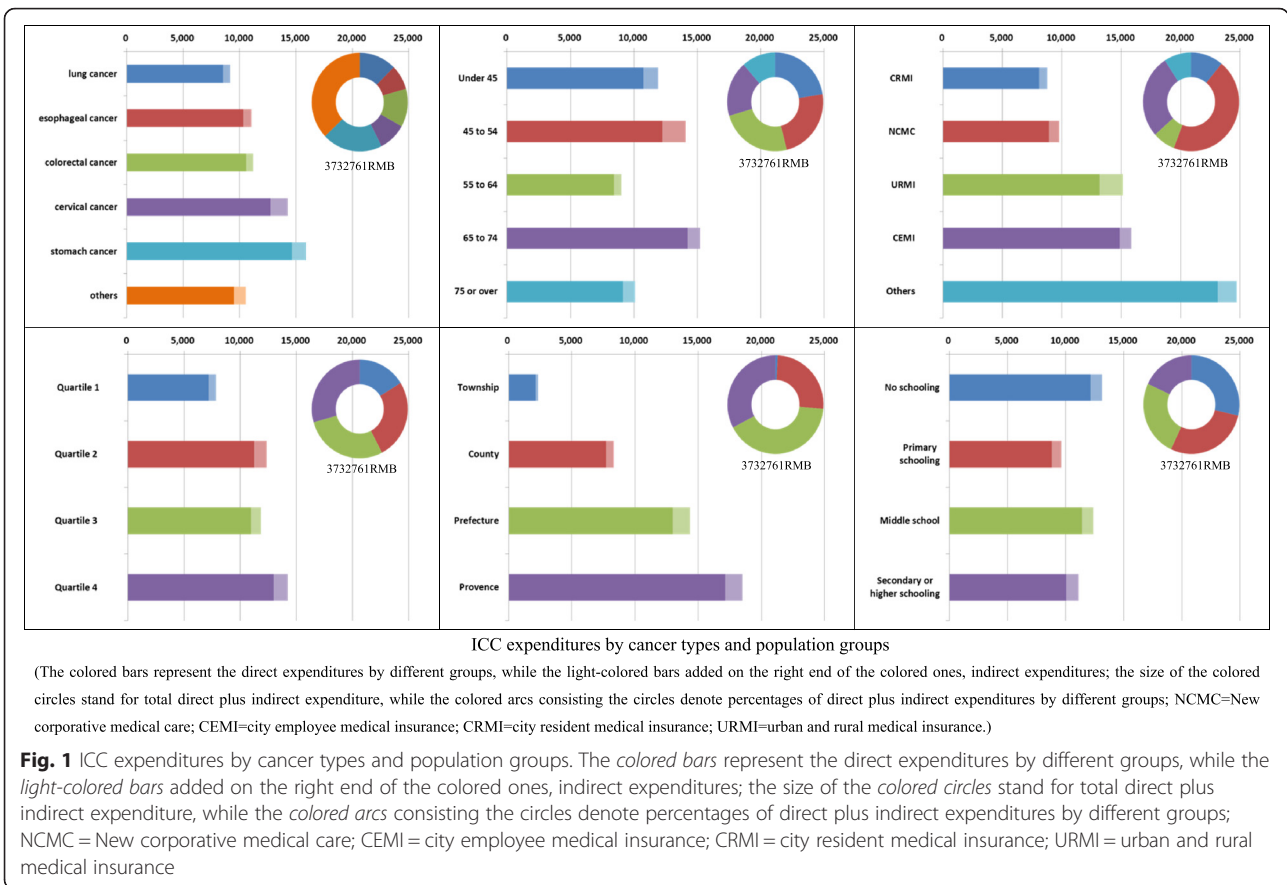 5,000 10,000 15,000 20,000 25,000
lung cancer
esophageal cancer
colorectal cancer
cervical cancer
stomach cancer
others
3732761RMB
5,000 10,000 15,000 20,000 25,000
Under 45
45 to 54
55 to 64
65 to 74
75 or over
3732761RMB
5,000 10,000 15,000 20,000 25,000
CRMI
NCMC
URMI
CEMI
Others
3732761RMB
5,000 10,000 15,000 20,000 25,000
Quartile 1
Quartile 2
Quartile 3
Quartile 4
3732761RMB
5,000 10,000 15,000 20,000 25,000
Township
County
Prefecture
Provence
3732761RMB
5,000 10,000 15,000 20,000 25,000
No schooling
Primary
schooling
Middle school
Secondary or
higher schooling
3732761RMB
ICC expenditures by cancer types and population groups
(The colored bars represent the direct expenditures by different groups, while the light-colored bars added on the right end of the colored ones, indirect expenditures; the size of the colored
circles stand for total direct plus indirect expenditure, while the colored arcs consisting the circles denote percentages of direct plus indirect expenditures by different groups; NCMC=New
corporative medical care; CEMI=city employee medical insurance; CRMI=city resident medical insurance; URMI=urban and rural medical insurance.)
Fig. 1 ICC expenditures by cancer types and population groups. The colored bars represent the direct expenditures by different groups, while the
light-colored bars added on the right end of the colored ones, indirect expenditures; the size of the colored circles stand for total direct plus
indirect expenditure, while the colored arcs consisting the circles denote percentages of direct plus indirect expenditures by different groups;
NCMC = New corporative medical care; CEMI = city employee medical insurance; CRMI = city resident medical insurance; URMI = urban and rural
medical insurance